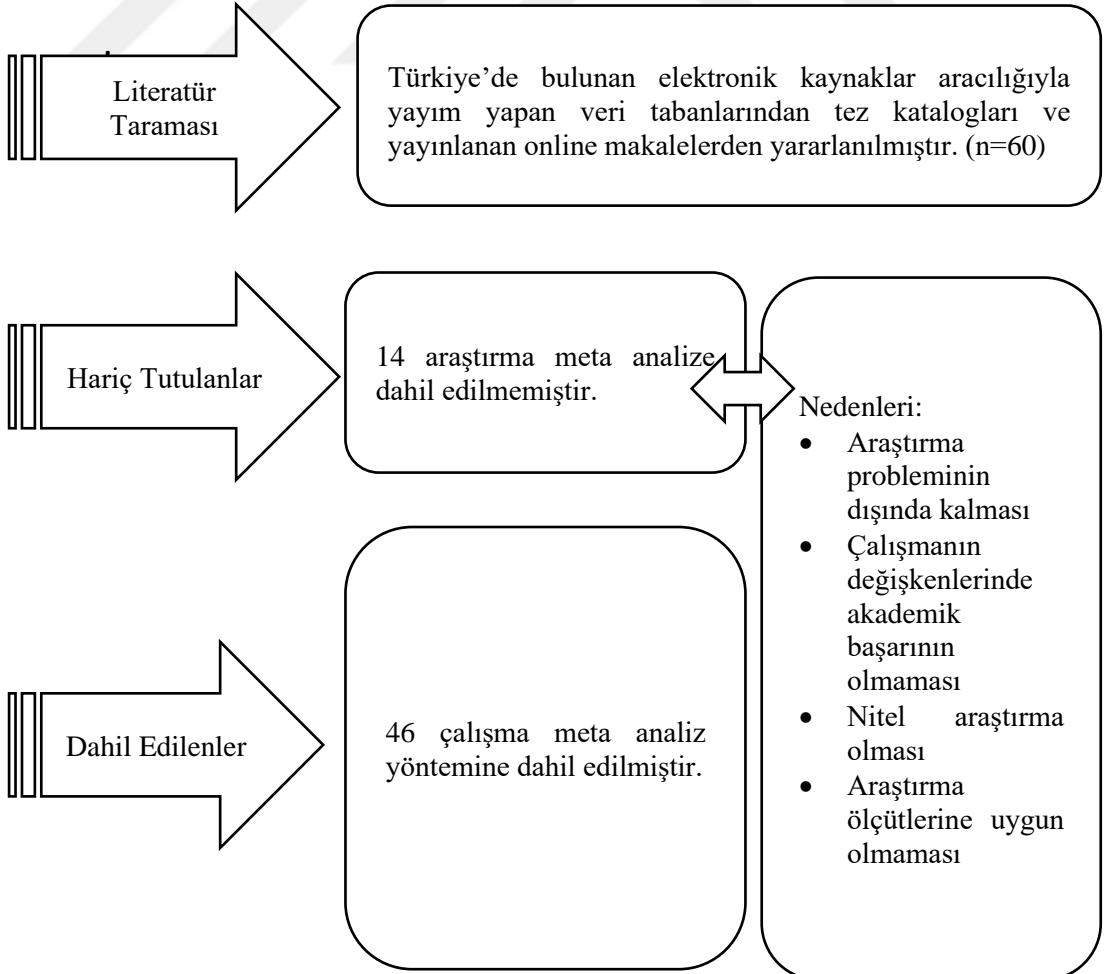 Literatür
Taraması
Türkiye’de bulunan elektronik kaynaklar aracılığıyla
yayım yapan veri tabanlarından tez katalogları ve
yayınlanan online makalelerden yararlanılmıştır. (n=60)
Hariç Tutulanlar
14 araştırma meta analize
dahil edilmemiştir.
Nedenleri:
• Araştırma
probleminin
dışında kalması
• Çalışmanın
değişkenlerinde
akademik
başarının
olmaması
• Nitel araştırma
olması
• Araştırma
ölçütlerine uygun
olmaması
Dahil Edilenler
46 çalışma meta analiz
yöntemine dahil edilmiştir.